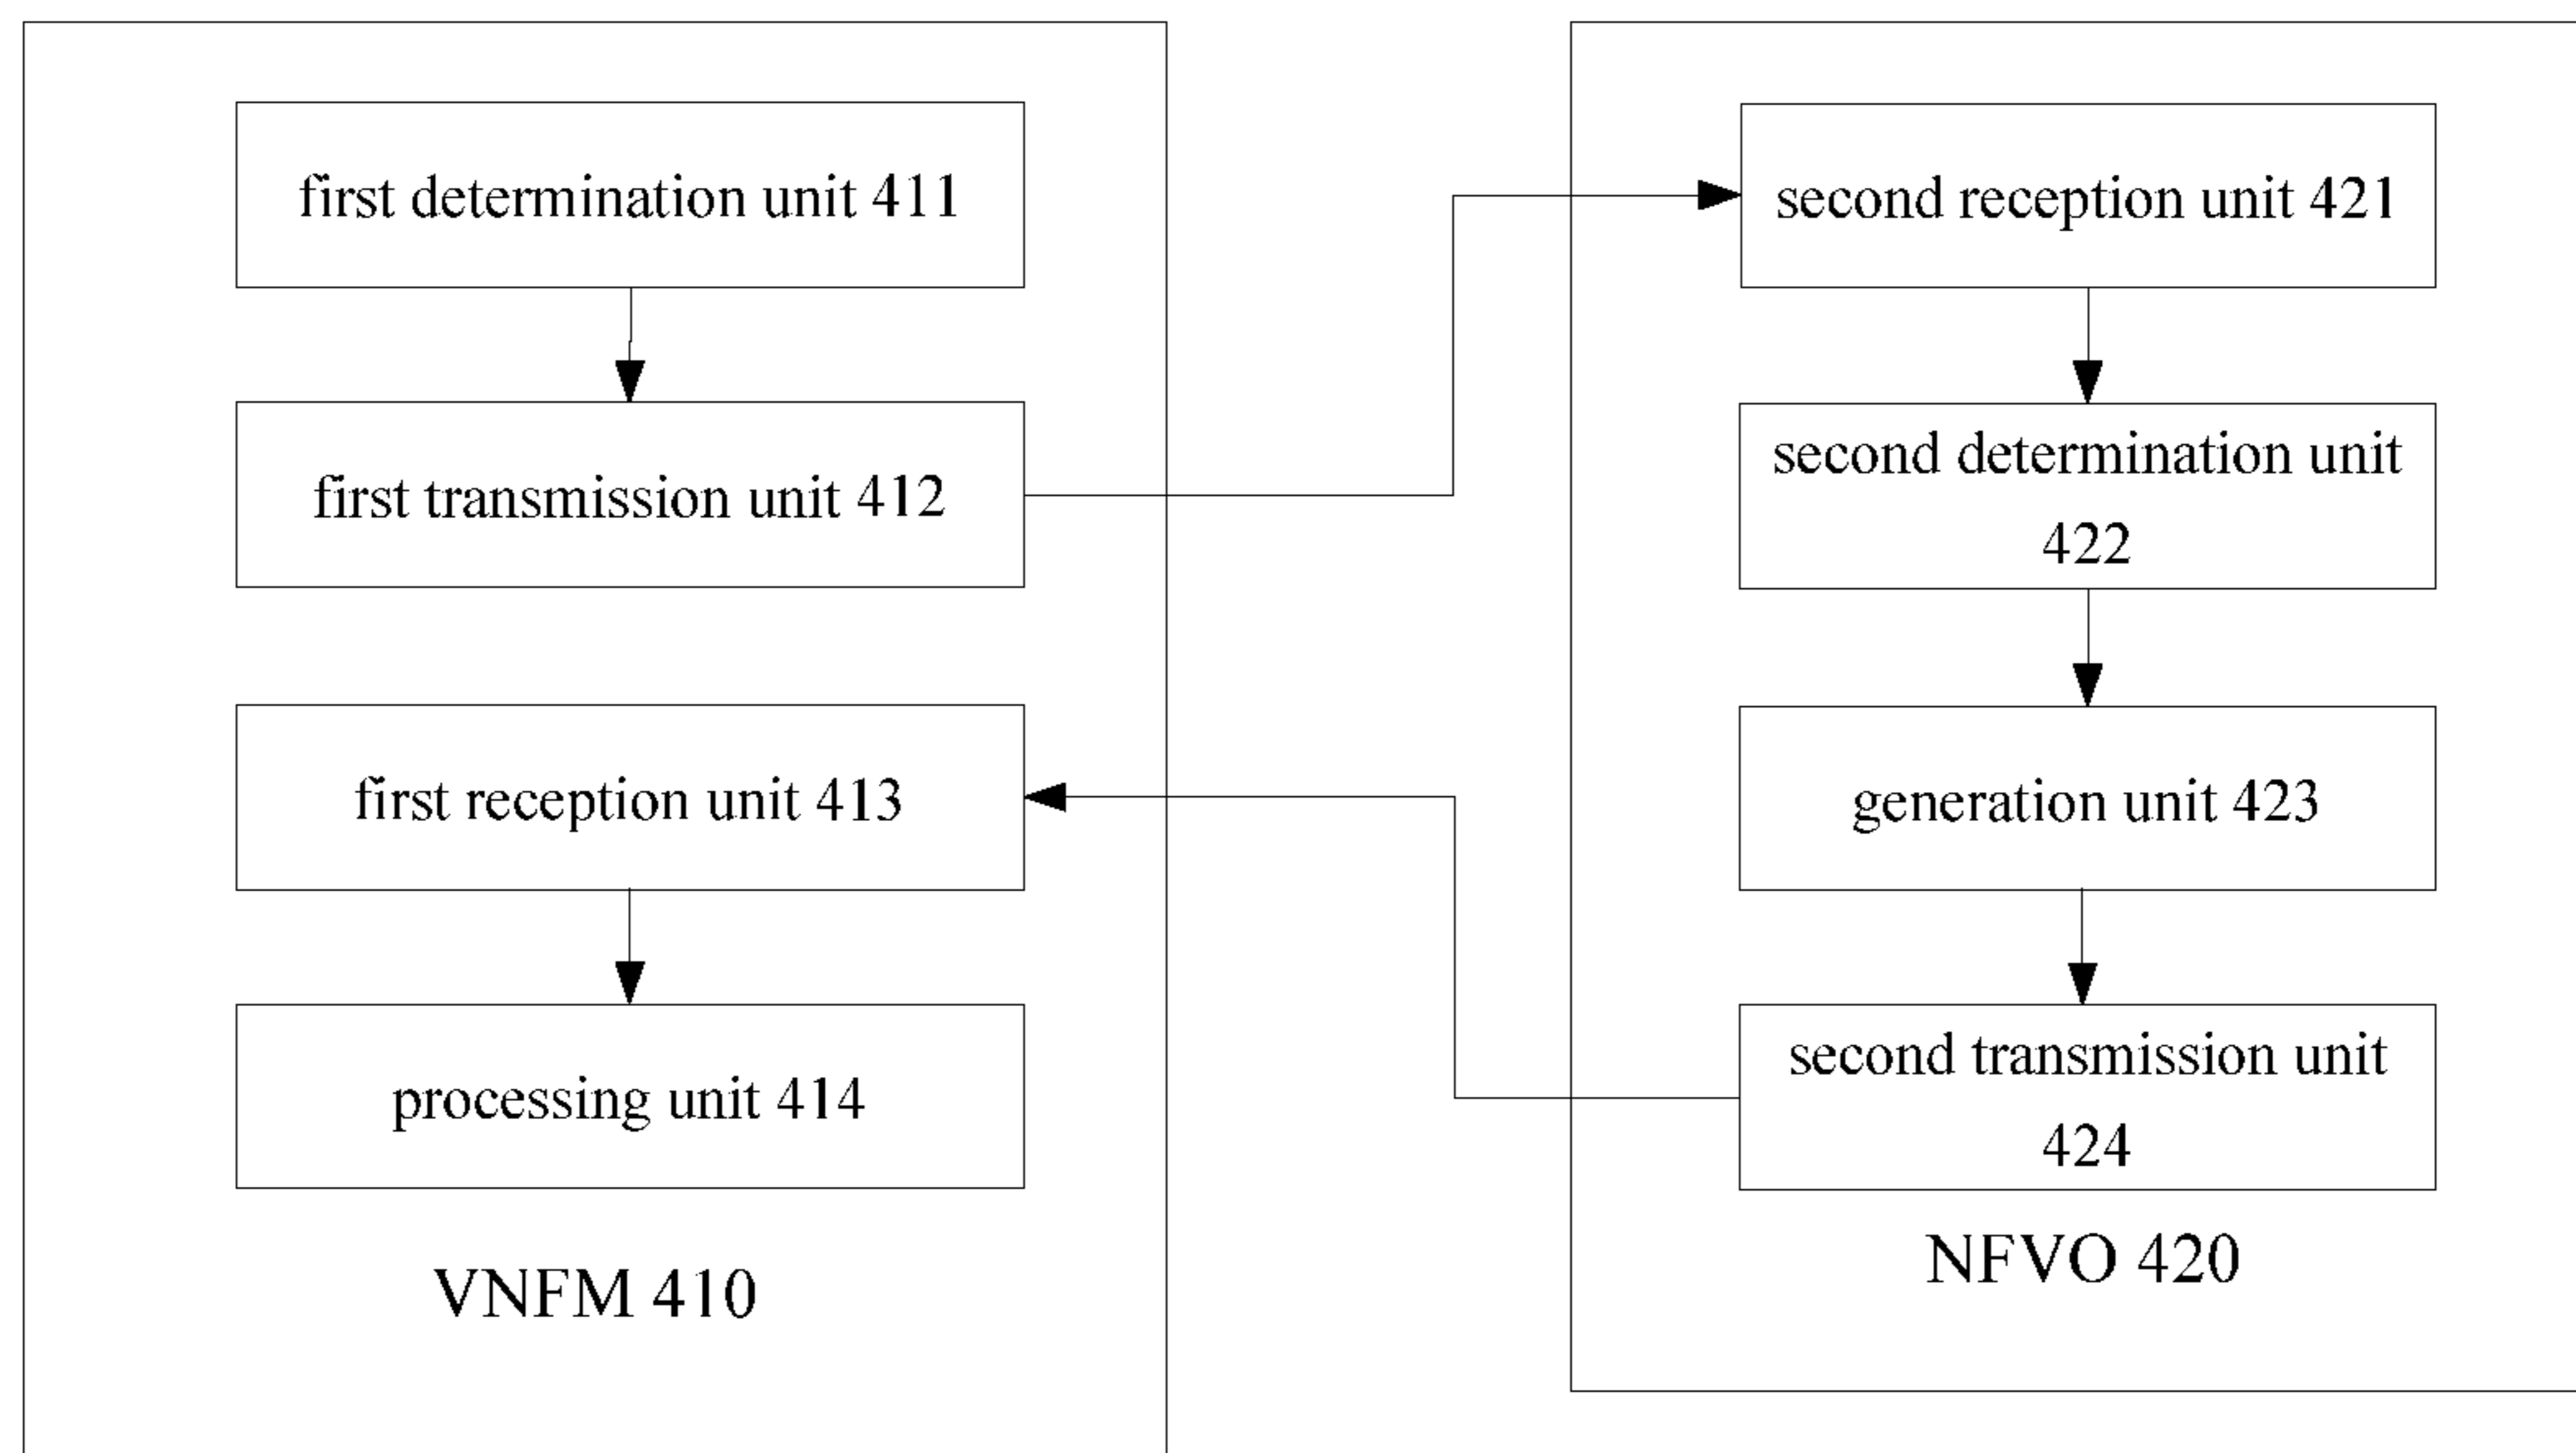 first determination unit 411
first transmission unit 412
first reception unit 413
processing unit 414
VNFM 410
second reception unit 421
second determination unit
422
generation unit 423
second transmission unit
424
NFVO 420